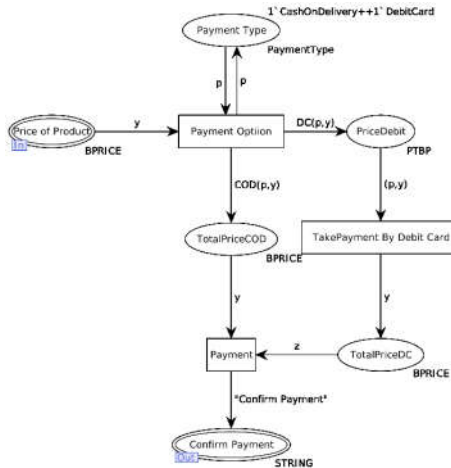 1`CashOnDelivery++1`DebitCard
Payment Type
PaymentType
p
p
Price of Product
In
BPRICE
y
Payment Optiion
DC(p,y)
PriceDebit
PTBP
COD(p,y)
(p,y)
TotalPriceCOD
BPRICE
TakePayment By Debit Card
y
y
Payment
z
TotalPriceDC
BPRICE
"Confirm Payment"
Confirm Payment
Out
STRING